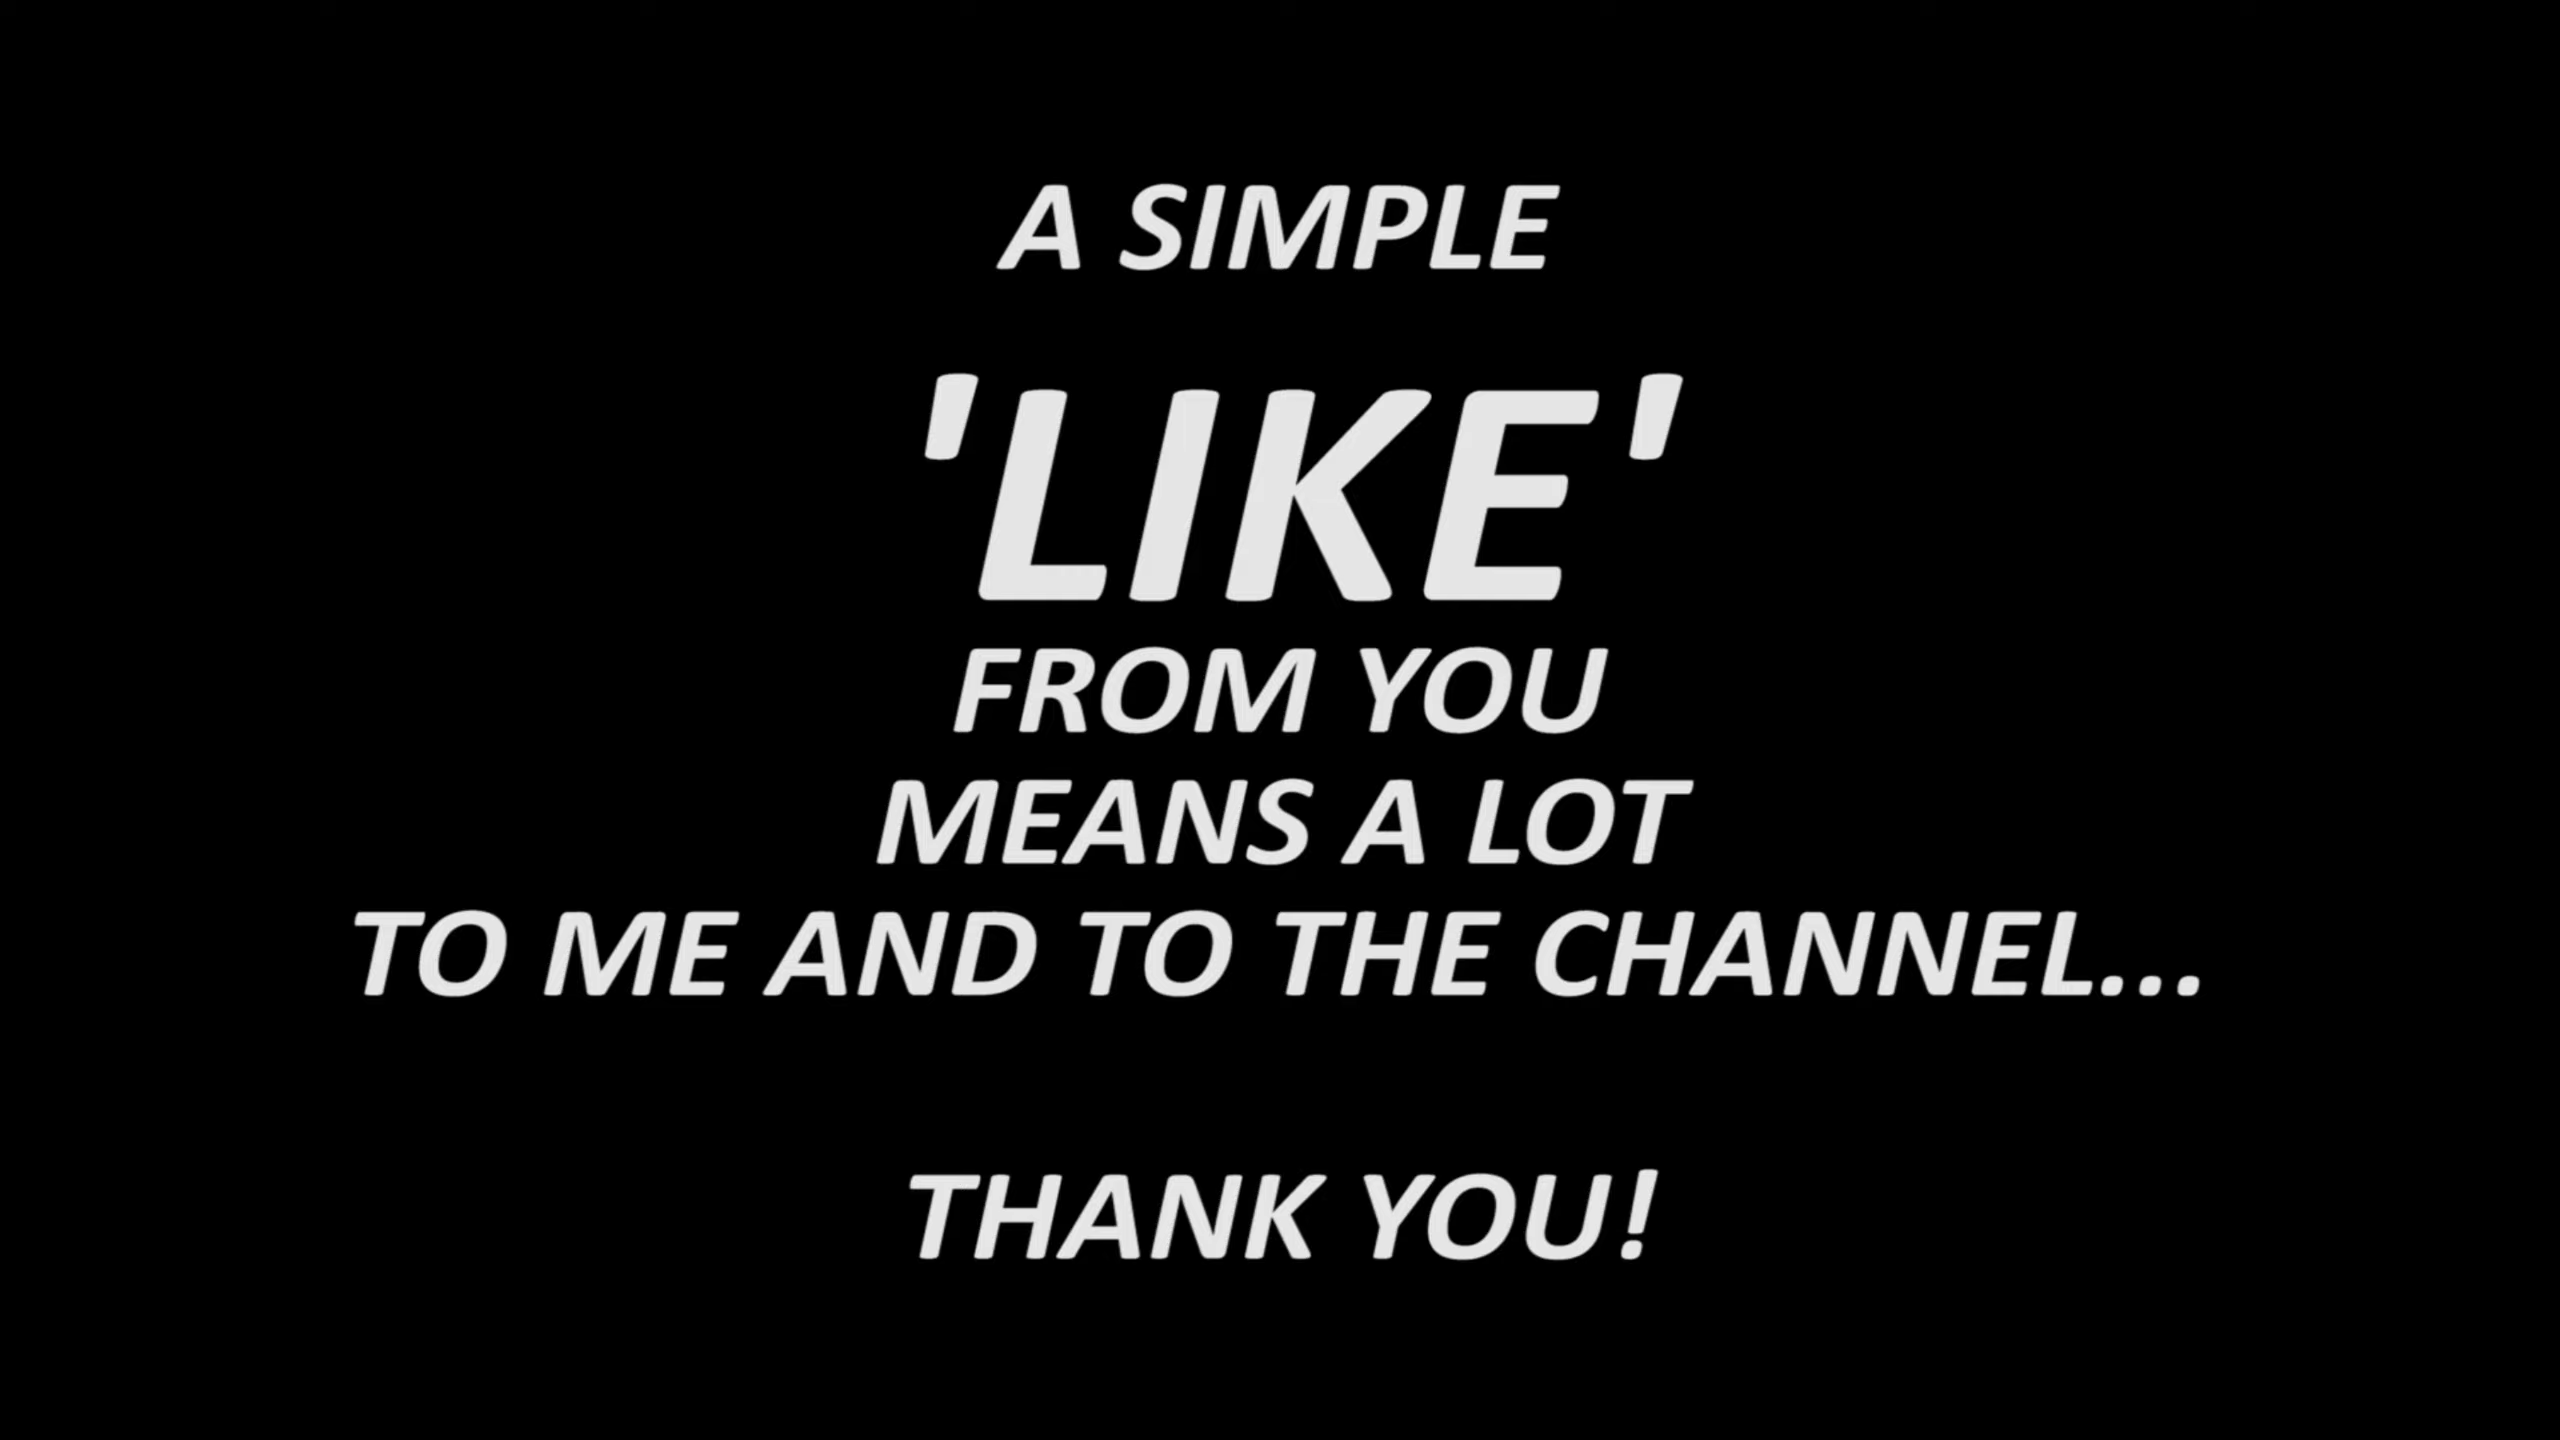 A SIMPLE
'LIKE'
FROM YOU
MEANS A LOT
TO ME AND TO THE CHANNEL...
THANK YOU!